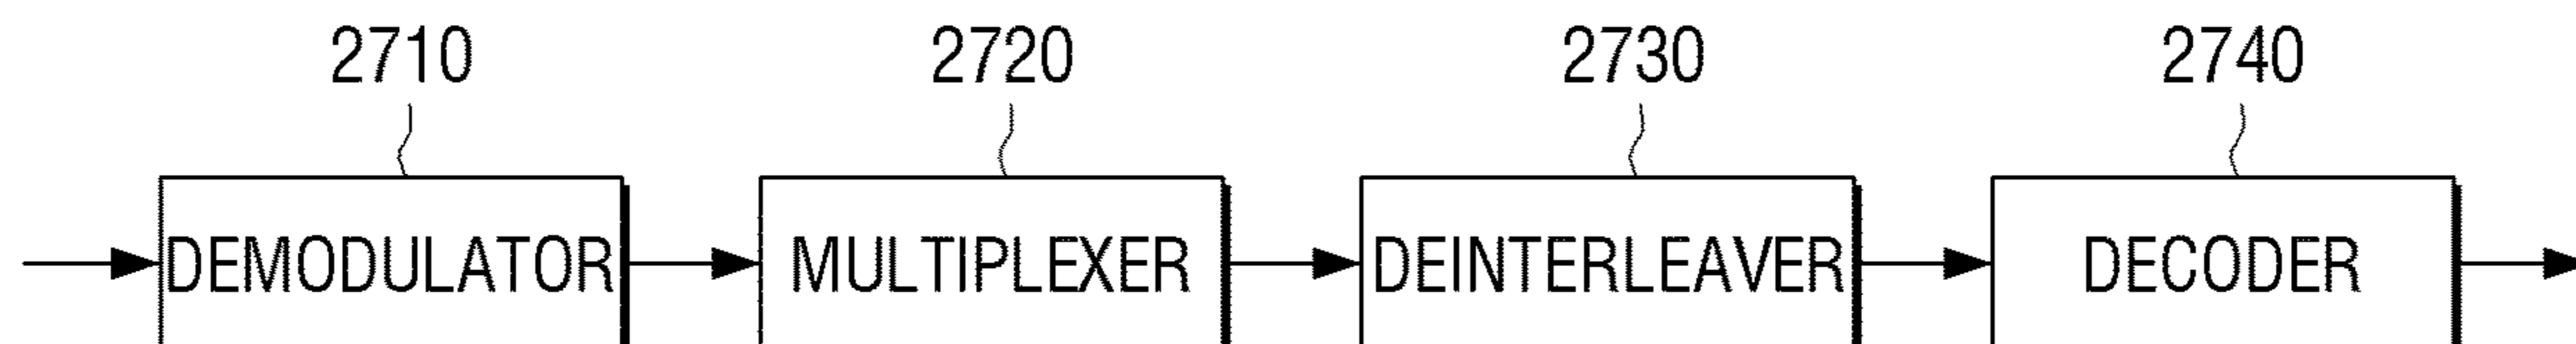 2710 2720 2730 2740
DEMODULATOR MULTIPLEXER DEINTERLEAVER DECODER